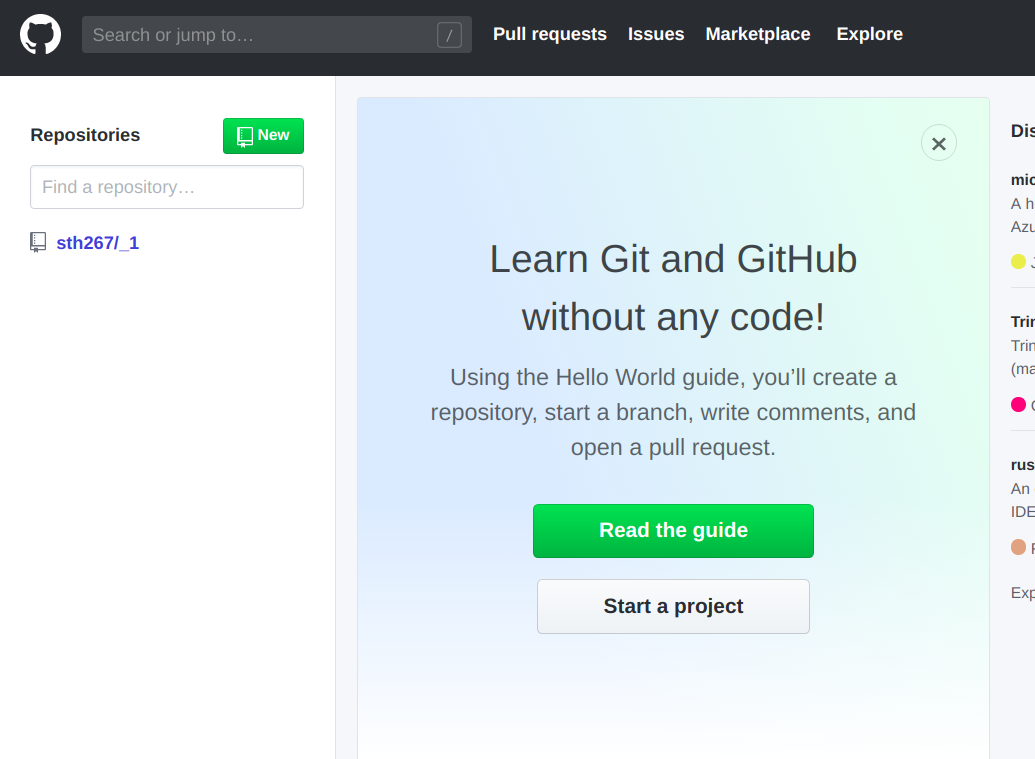 Search or jump to…
/
Pull requests
Issues
Marketplace
Explore
Repositories
New
Find a repository…
sth267/_1
Learn Git and GitHub
without any code!
Using the Hello World guide, you’ll create a
repository, start a branch, write comments, and
open a pull request.
Read the guide
Start a project
Dis
mic
A h
Azu
Trin
Trin
(ma
rus
An
IDE
Exp